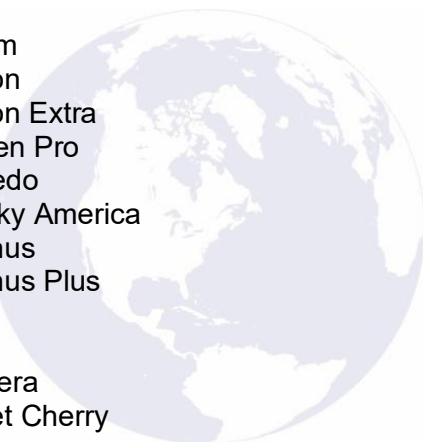 m
on
on Extra
en Pro
edo
ky America
nus
nus Plus
era
et Cherry